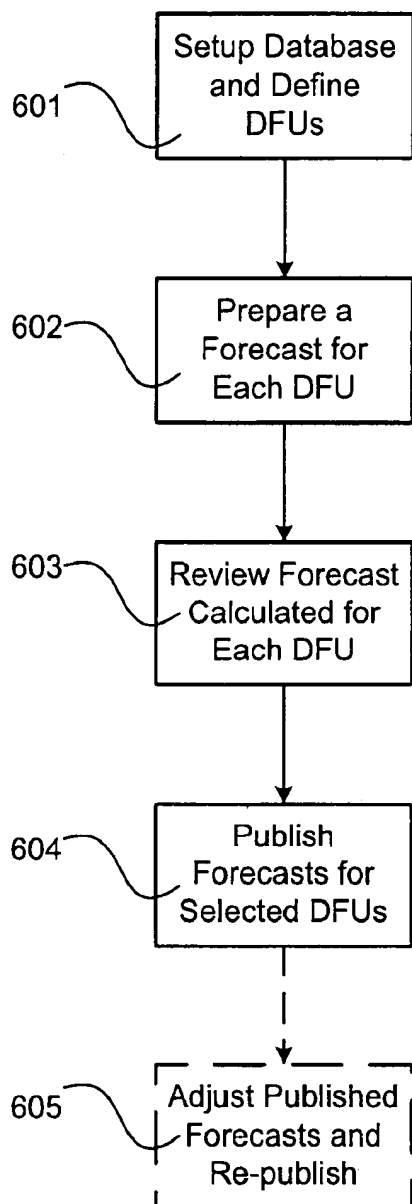 Setup Database
and Define
DFUs
601
Prepare a
Forecast for
Each DFU
602
Review Forecast
Calculated for
Each DFU
603
Publish
Forecasts for
Selected DFUs
604
Adjust Published
Forecasts and
Re-publish
605